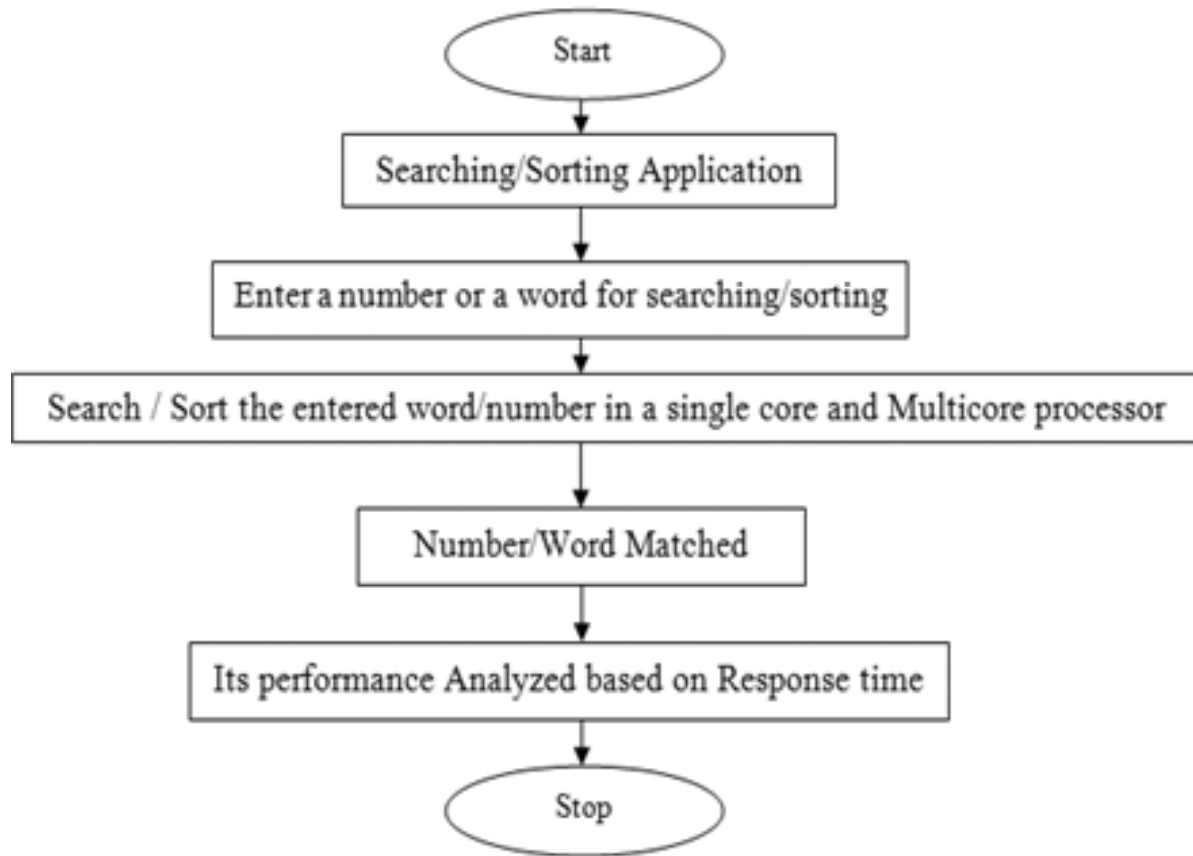 Start
Searching/Sorting Application
Enter a number or a word for searching/sorting
Search / Sort the entered word/number in a single core and Multicore processor
Number/Word Matched
Its performance Analyzed based on Response time
Stop